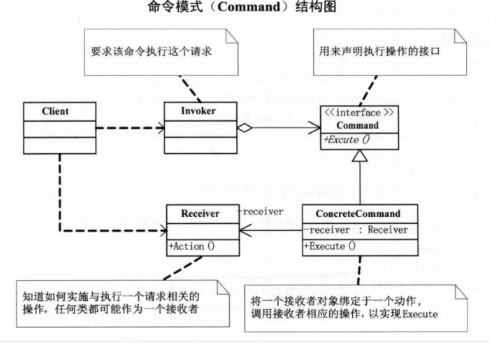 命令模式（Command）结构图
要求该命令执行这个请求
用来声明执行操作的接口
Client
Invoker
<<interface>>
Command
+Excute()
Receiver
+Action()
-receiver
ConcreteCommand
-receiver : Receiver
+Execute()
知道如何实施与执行一个请求相关的
操作，任何类都可能作为一个接收者
将一个接收者对象绑定于一个动作，
调用接收者相应的操作，以实现Execute